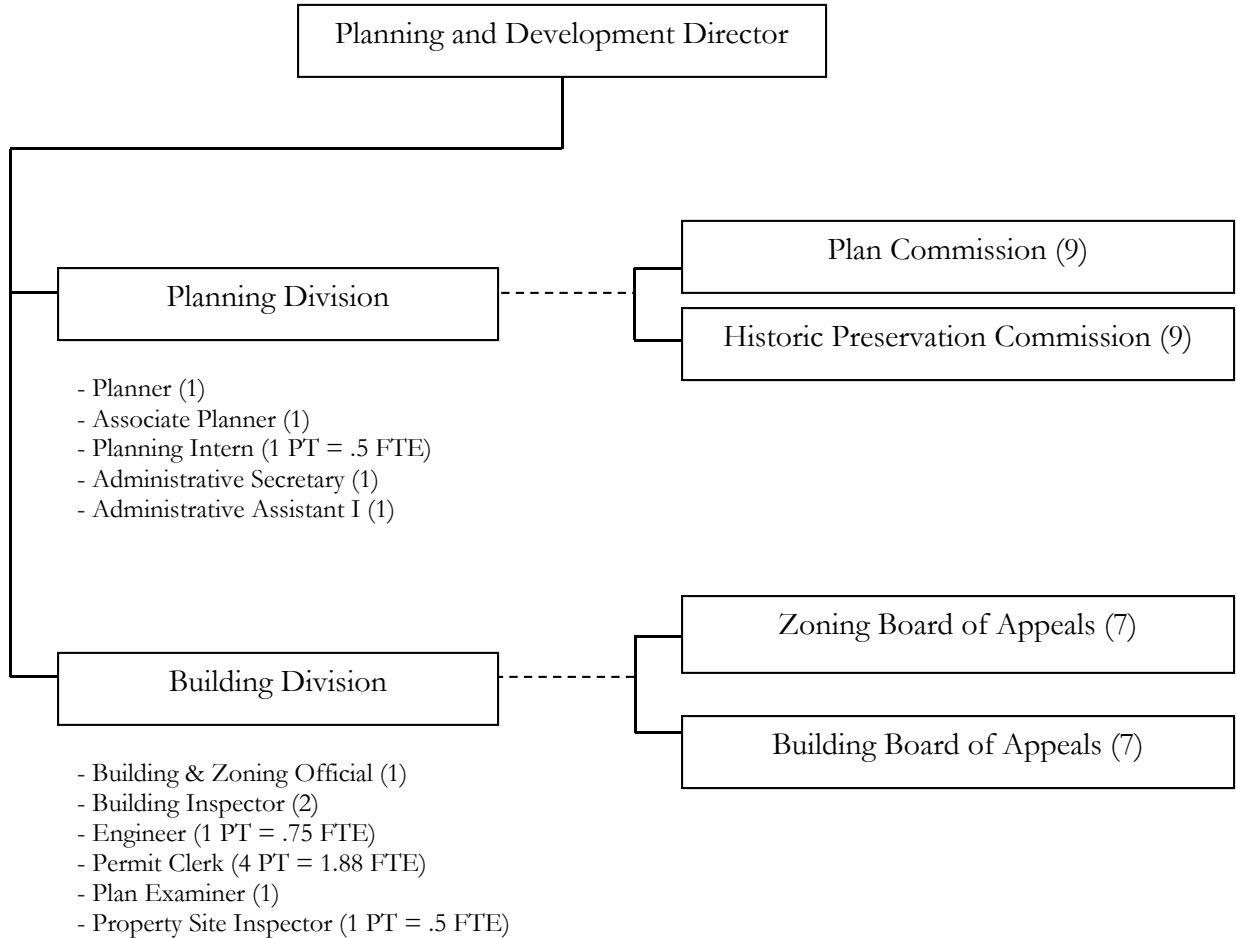 Planning and Development Director
Planning Division
Plan Commission (9)
Historic Preservation Commission (9)
- Planner (1)
- Associate Planner (1)
- Planning Intern (1 PT = .5 FTE)
- Administrative Secretary (1)
- Administrative Assistant I (1)
Building Division
Zoning Board of Appeals (7)
Building Board of Appeals (7)
- Building & Zoning Official (1)
- Building Inspector (2)
- Engineer (1 PT = .75 FTE)
- Permit Clerk (4 PT = 1.88 FTE)
- Plan Examiner (1)
- Property Site Inspector (1 PT = .5 FTE)